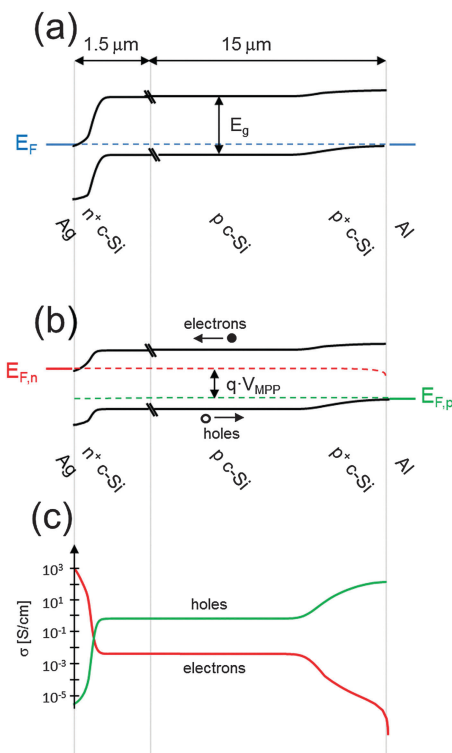 (a)
1.5 μm 15 μm
E_g
E_F
Ag n⁺ c-Si p c-Si p⁺ c-Si Al
(b)
electrons
E_F,n
q·V_MPP
E_F,p
holes
Ag n⁺ c-Si p c-Si p⁺ c-Si Al
(c)
σ [S/cm]
10³
10¹
10⁻¹
10⁻³
10⁻⁵
holes
electrons